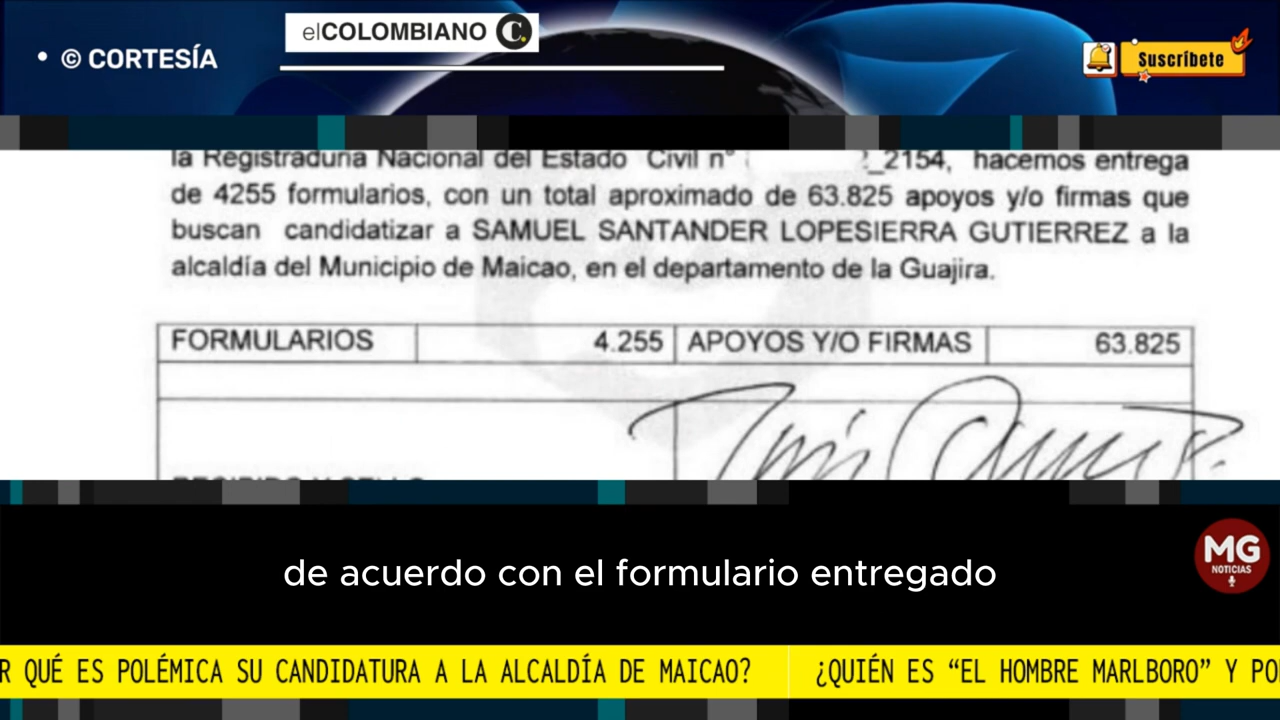 elCOLOMBIANO C.
• © CORTESÍA
Suscríbete
la Registraduría Nacional del Estado Civil n° _2154, hacemos entrega
de 4255 formularios, con un total aproximado de 63.825 apoyos y/o firmas que
buscan candidatizar a SAMUEL SANTANDER LOPESIERRA GUTIERREZ a la
alcaldía del Municipio de Maicao, en el departamento de la Guajira.
FORMULARIOS 4.255 APOYOS Y/O FIRMAS 63.825
de acuerdo con el formulario entregado
MG
NOTICIAS
R QUÉ ES POLÉMICA SU CANDIDATURA A LA ALCALDÍA DE MAICAO? ¿QUIÉN ES “EL HOMBRE MARLBORO” Y PO